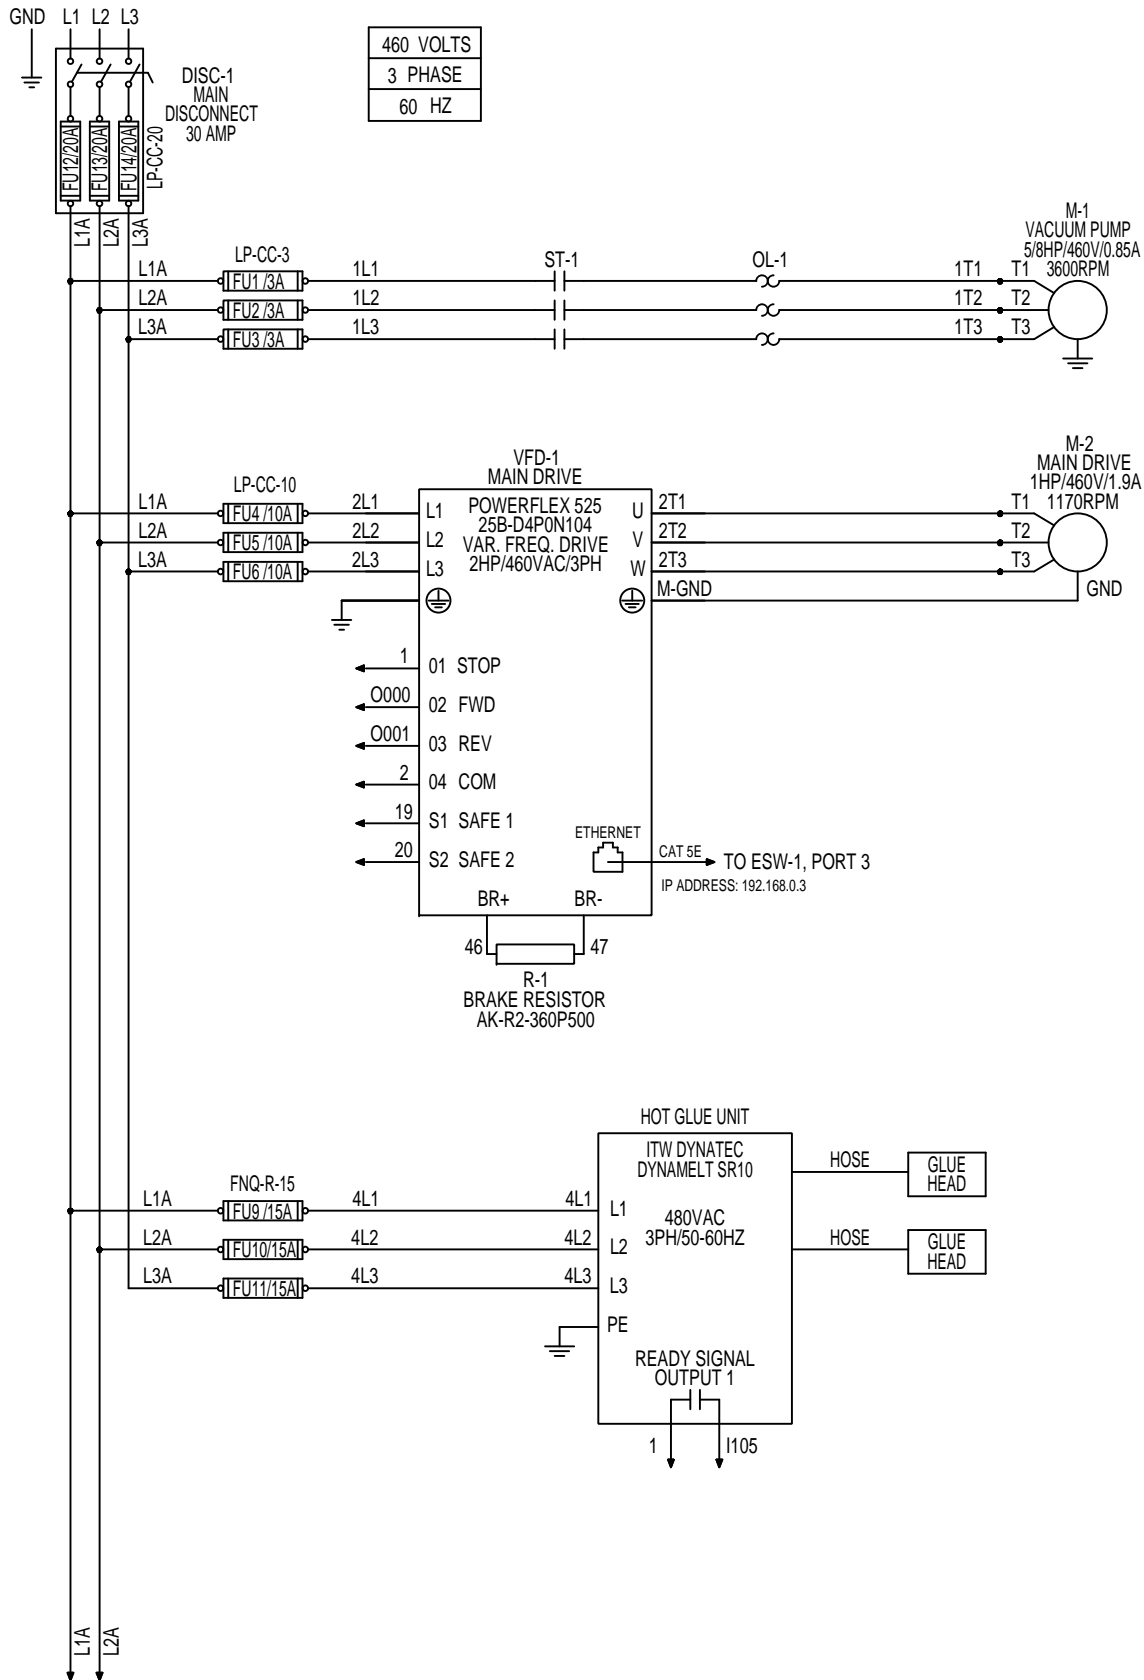 GND L1 L2 L3
460 VOLTS
3 PHASE
60 HZ
DISC-1
MAIN
DISCONNECT
30 AMP
FU12/20A
FU13/20A
FU14/20A
LP-CC-20
L1A
L2A
L3A
M-1
VACUUM PUMP
5/8HP/460V/0.85A
3600RPM
LP-CC-3
ST-1
OL-1
L1A FU1 /3A 1L1 1T1 T1
L2A FU2 /3A 1L2 1T2 T2
L3A FU3 /3A 1L3 1T3 T3
VFD-1
MAIN DRIVE
M-2
MAIN DRIVE
1HP/460V/1.9A
1170RPM
LP-CC-10
POWERFLEX 525
25B-D4P0N104
VAR. FREQ. DRIVE
2HP/460VAC/3PH
L1A FU4 /10A 2L1 L1 U 2T1 T1
L2A FU5 /10A 2L2 L2 V 2T2 T2
L3A FU6 /10A 2L3 L3 W 2T3 T3
M-GND GND
1 01 STOP
O000 02 FWD
O001 03 REV
2 04 COM
19 S1 SAFE 1
20 S2 SAFE 2
ETHERNET
CAT 5E TO ESW-1, PORT 3
IP ADDRESS: 192.168.0.3
BR+ BR-
46 47
R-1
BRAKE RESISTOR
AK-R2-360P500
HOT GLUE UNIT
ITW DYNATEC
DYNAMELT SR10
480VAC
3PH/50-60HZ
HOSE GLUE
HEAD
HOSE GLUE
HEAD
FNQ-R-15
L1A FU9 /15A 4L1 4L1 L1
L2A FU10/15A 4L2 4L2 L2
L3A FU11/15A 4L3 4L3 L3
PE
READY SIGNAL
OUTPUT 1
1 I105
L1A
L2A